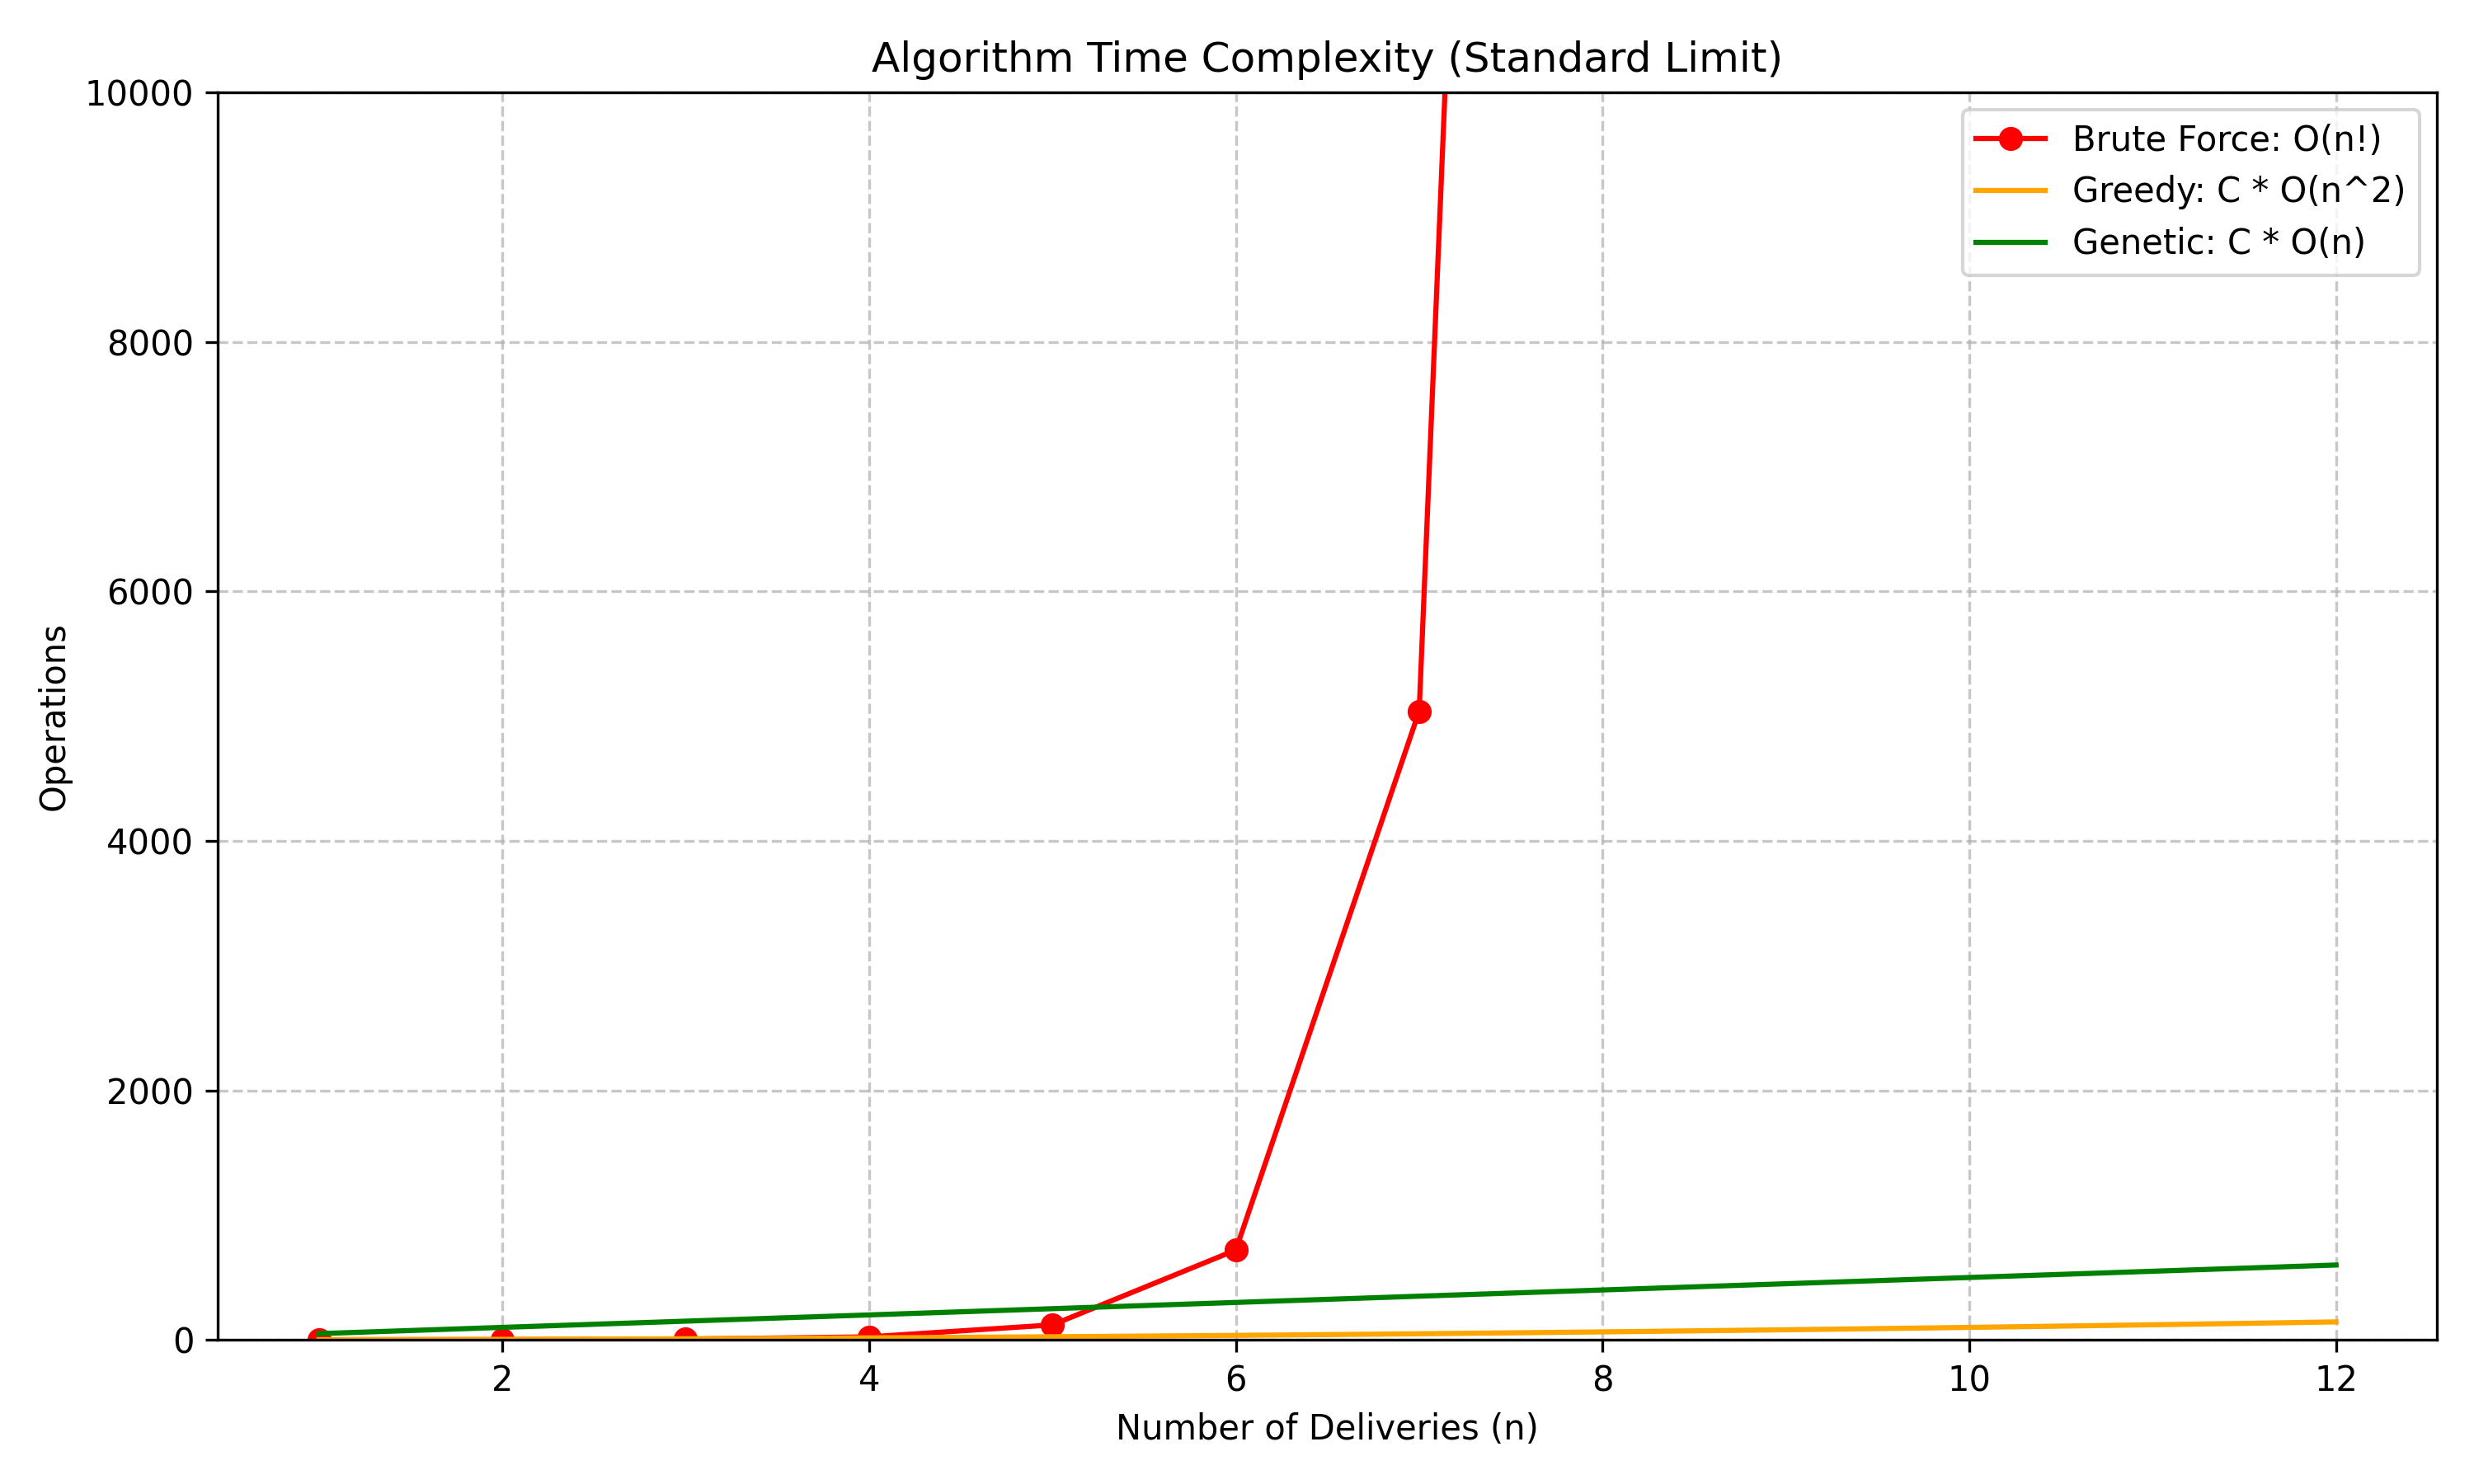 Algorithm Time Complexity (Standard Limit)
10000
8000
6000
4000
2000
0
Operations
Brute Force: O(n!)
Greedy: C * O(n^2)
Genetic: C * O(n)
2 4 6 8 10 12
Number of Deliveries (n)